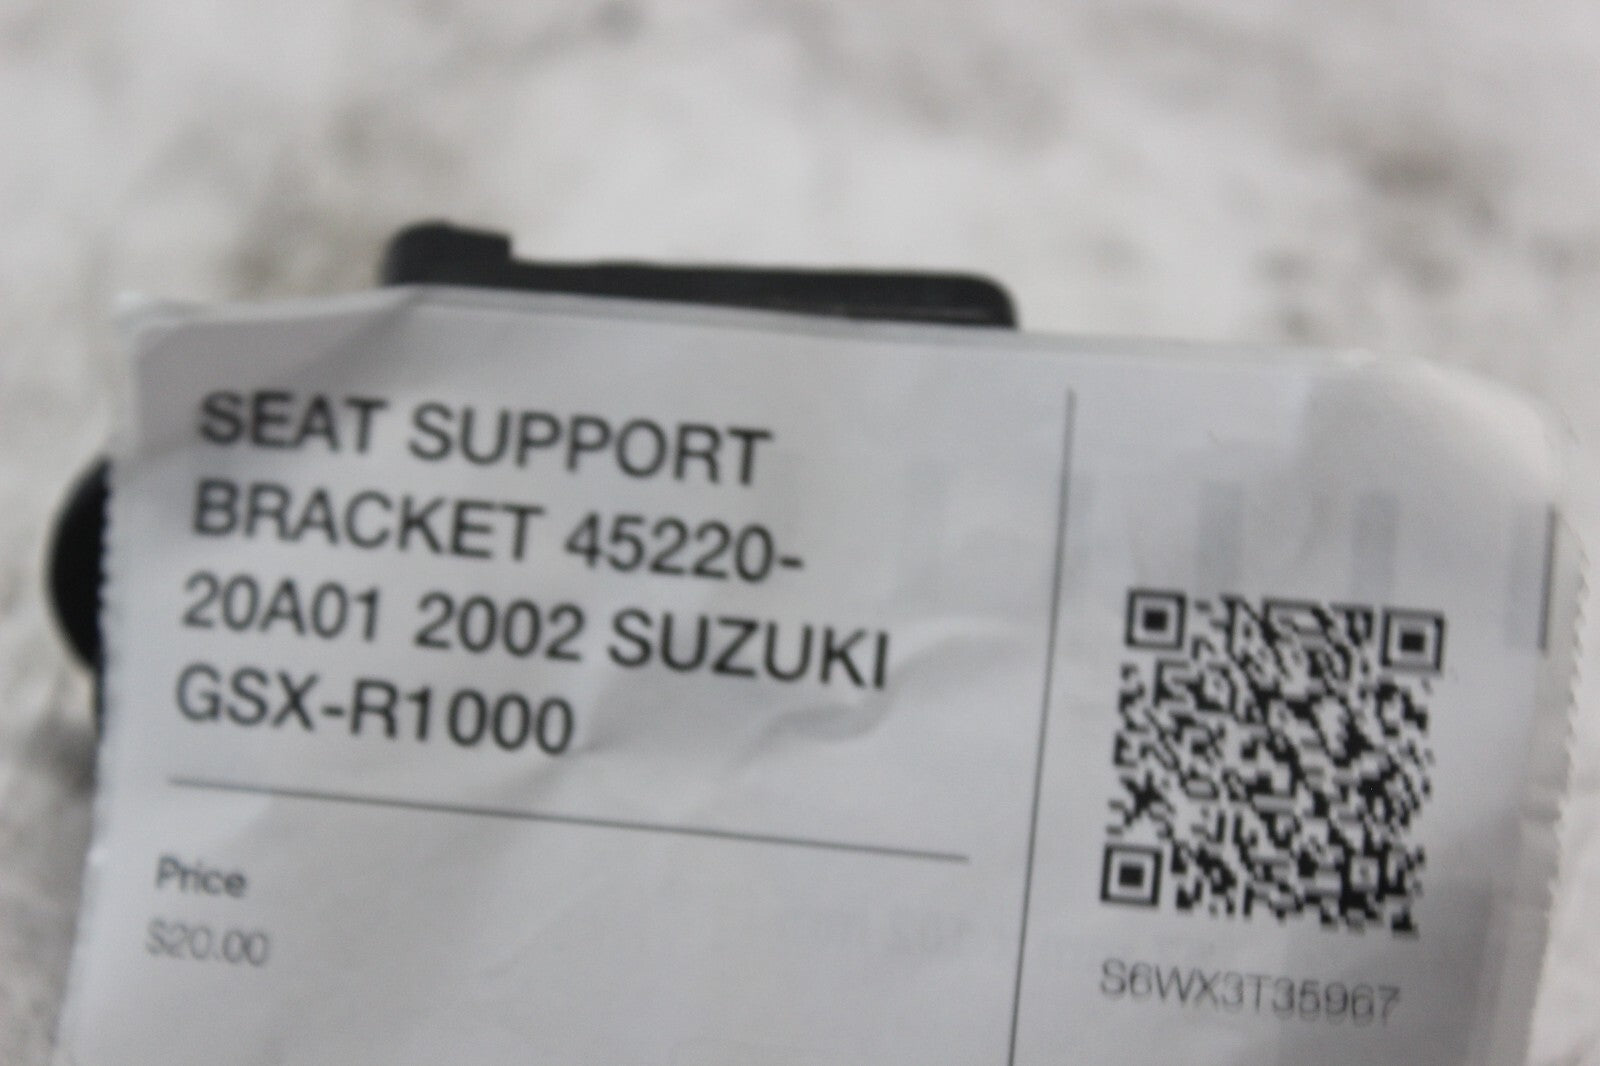 SEAT SUPPORT
BRACKET 45220-
20A01 2002 SUZUKI
GSX-R1000
Price
$20.00
S6WX3T35967